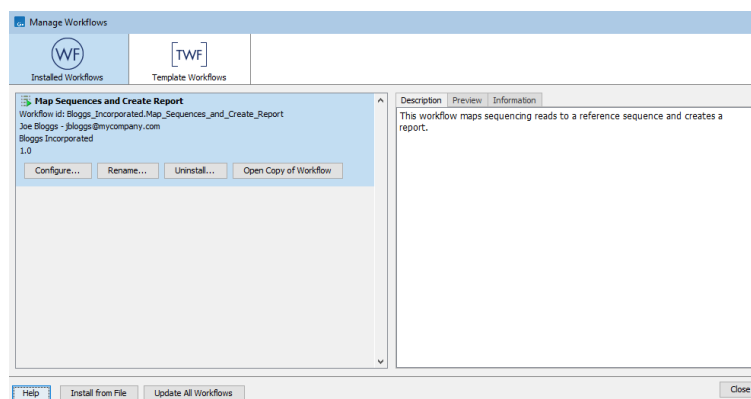 Manage Workflows
WF
TWF
Installed Workflows
Template Workflows
Map Sequences and Create Report
Workflow id: Bloggs_Incorporated.Map_Sequences_and_Create_Report
Joe Bloggs - jbloggs@mycompany.com
Bloggs Incorporated
1.0
Configure...
Rename...
Uninstall...
Open Copy of Workflow
Description
Preview
Information
This workflow maps sequencing reads to a reference sequence and creates a
report.
Help
Install from File
Update All Workflows
Close